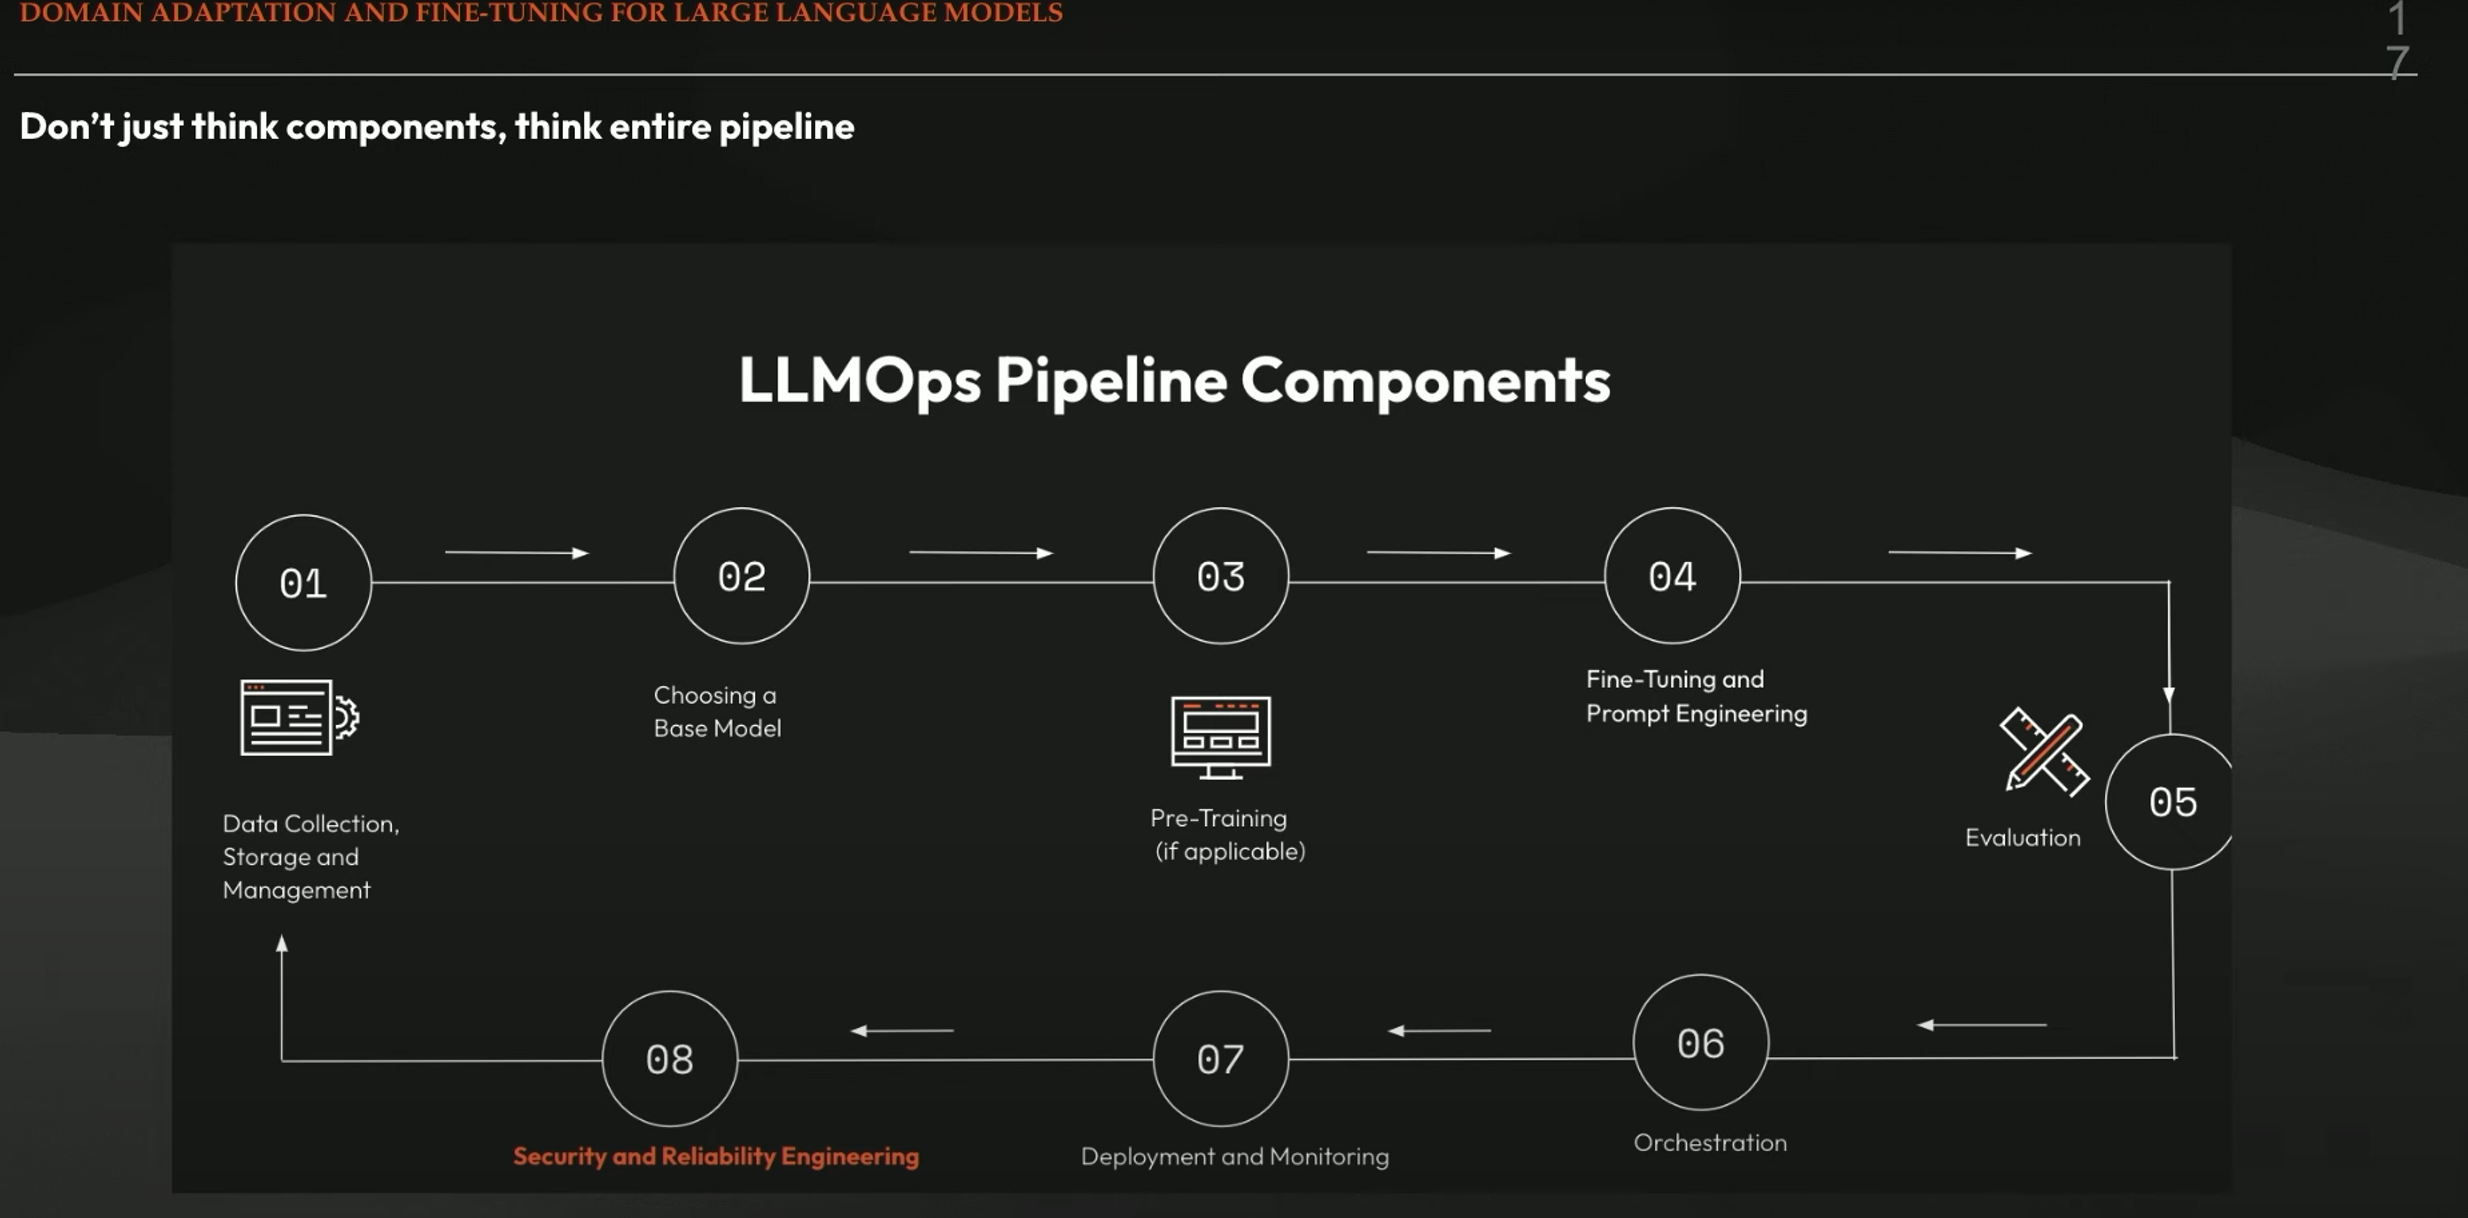 DOMAIN ADAPTATION AND FINE-TUNING FOR LARGE LANGUAGE MODELS
1
7
Don’t just think components, think entire pipeline
LLMOps Pipeline Components
01
02
03
04
Choosing a
Base Model
Fine-Tuning and
Prompt Engineering
Data Collection,
Storage and
Management
Pre-Training
(if applicable)
Evaluation
05
08
07
06
Security and Reliability Engineering
Deployment and Monitoring
Orchestration